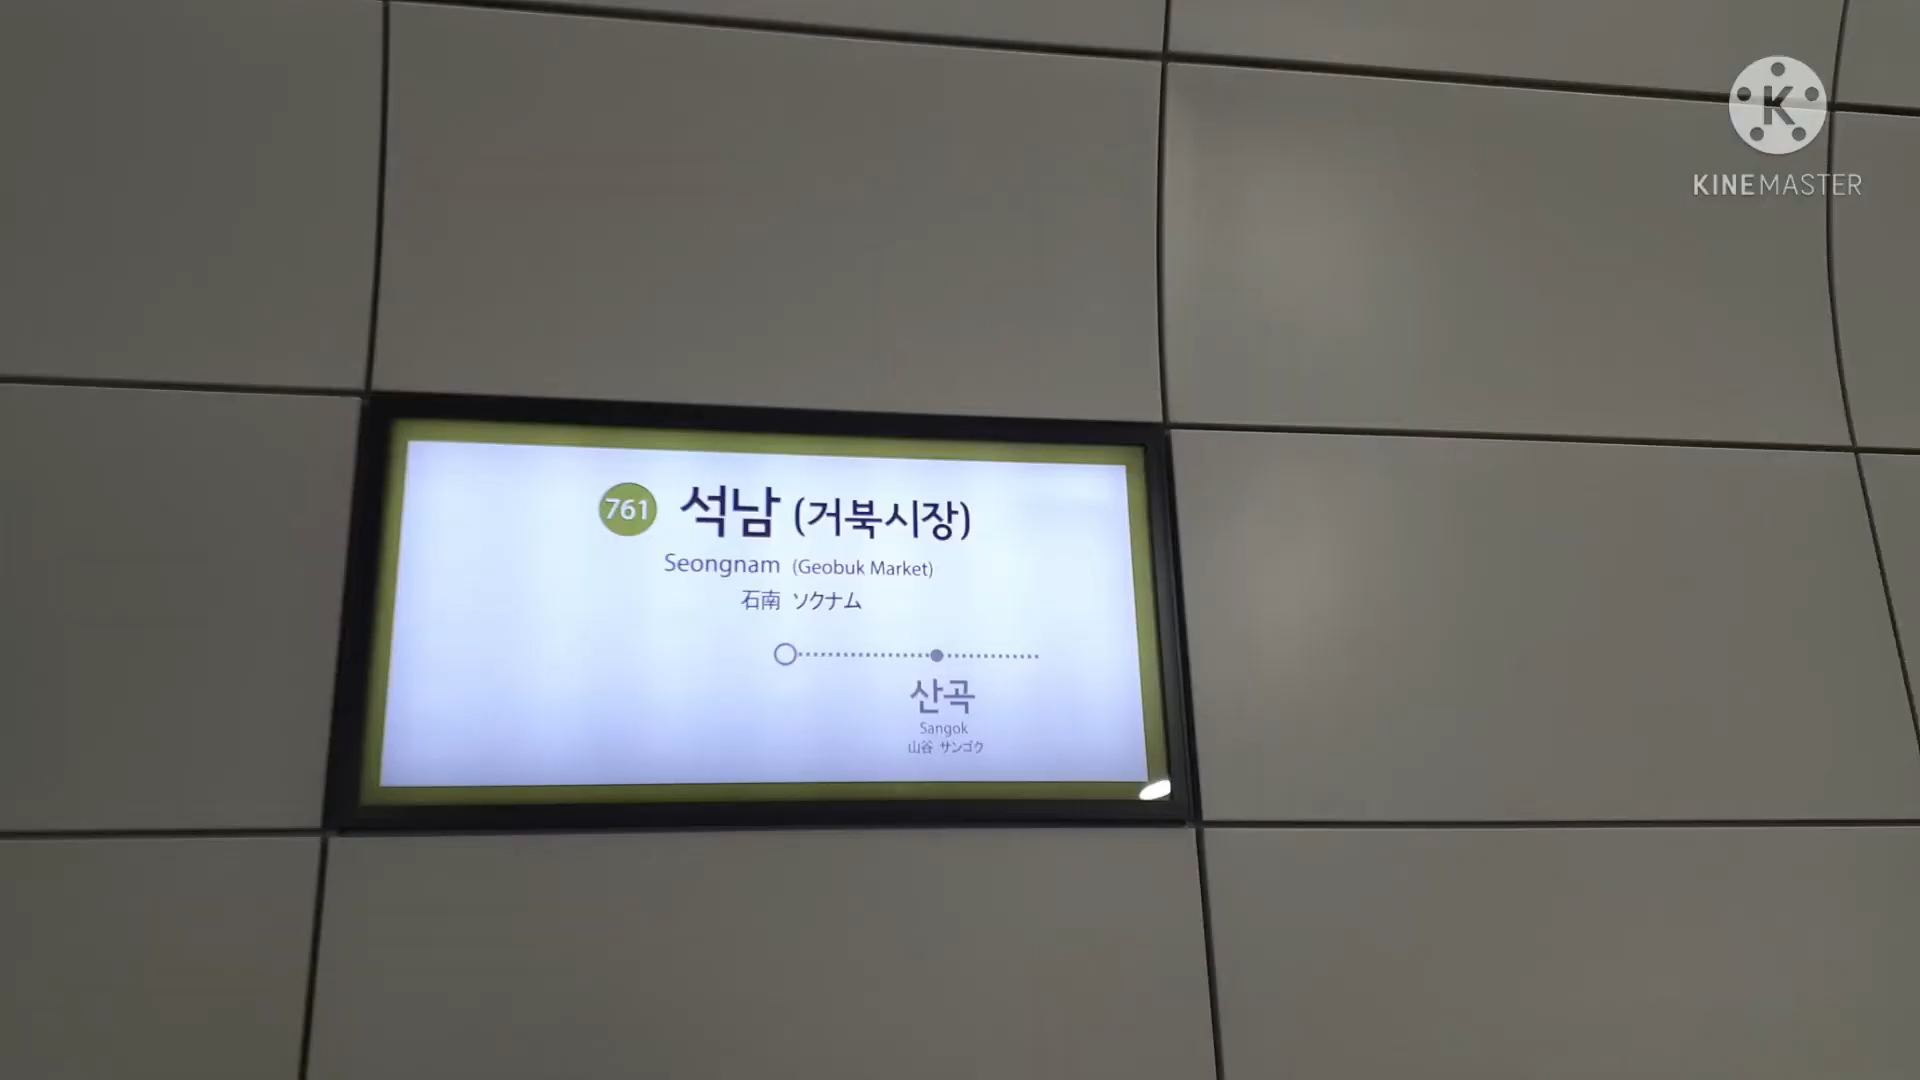 K
KINEMASTER
761 석남 (거북시장)
Seongnam (Geobuk Market)
石南 ソクナム
산곡
Sangok
山谷 サンゴク